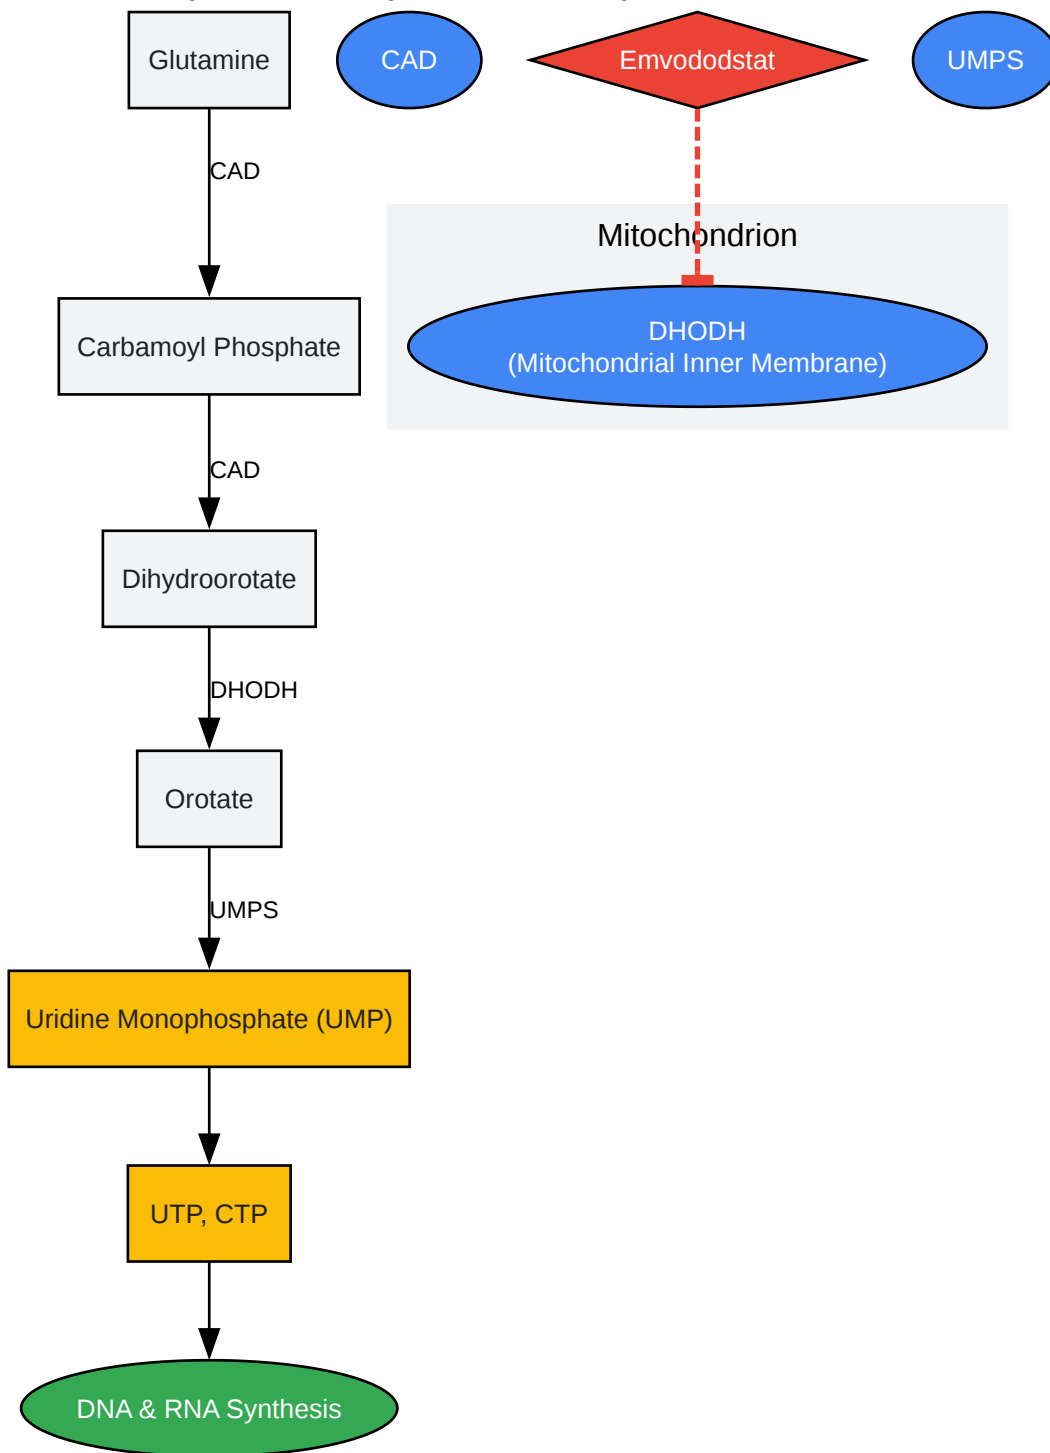 Glutamine
CAD
Emvododstat
UMPS
CAD
Mitochondrion
DHODH
(Mitochondrial Inner Membrane)
Carbamoyl Phosphate
CAD
Dihydroorotate
DHODH
Orotate
UMPS
Uridine Monophosphate (UMP)
UTP, CTP
DNA & RNA Synthesis